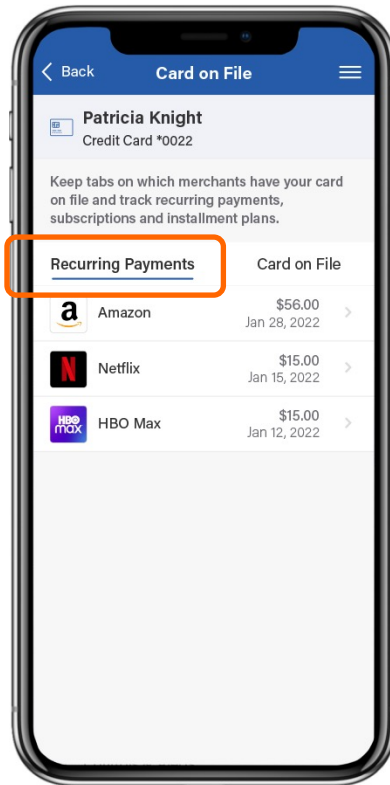 Back
Card on File
Patricia Knight
Credit Card *0022
Keep tabs on which merchants have your card
on file and track recurring payments,
subscriptions and installment plans.
Recurring Payments
Card on File
a
Amazon
$56.00
Jan 28, 2022
N
Netflix
$15.00
Jan 15, 2022
HBO
max
HBO Max
$15.00
Jan 12, 2022